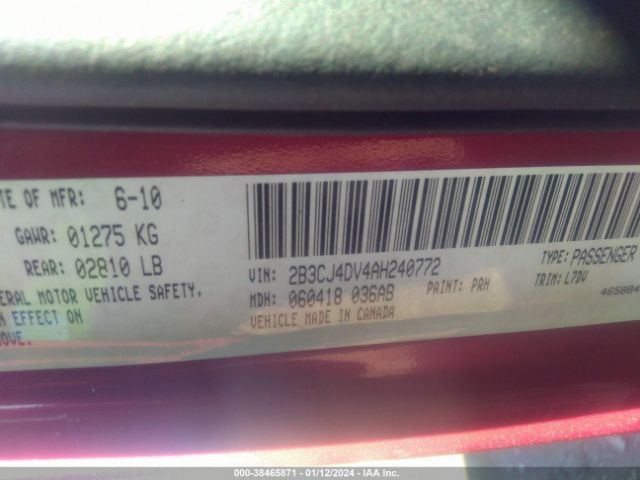 TE OF MFR: 6-10
GAWR: 01275 KG
REAR: 02810 LB
ERAL MOTOR VEHICLE SAFETY,
N EFFECT ON
OVE.
VIN: 2B3CJ4DV4AH240772
TYPE: PASSENGER
MDH: 060418 036AB
PAINT: PRH
TRIM: L7DV
VEHICLE MADE IN CANADA
465884
000-38465871 - 01/12/2024 - IAA Inc.